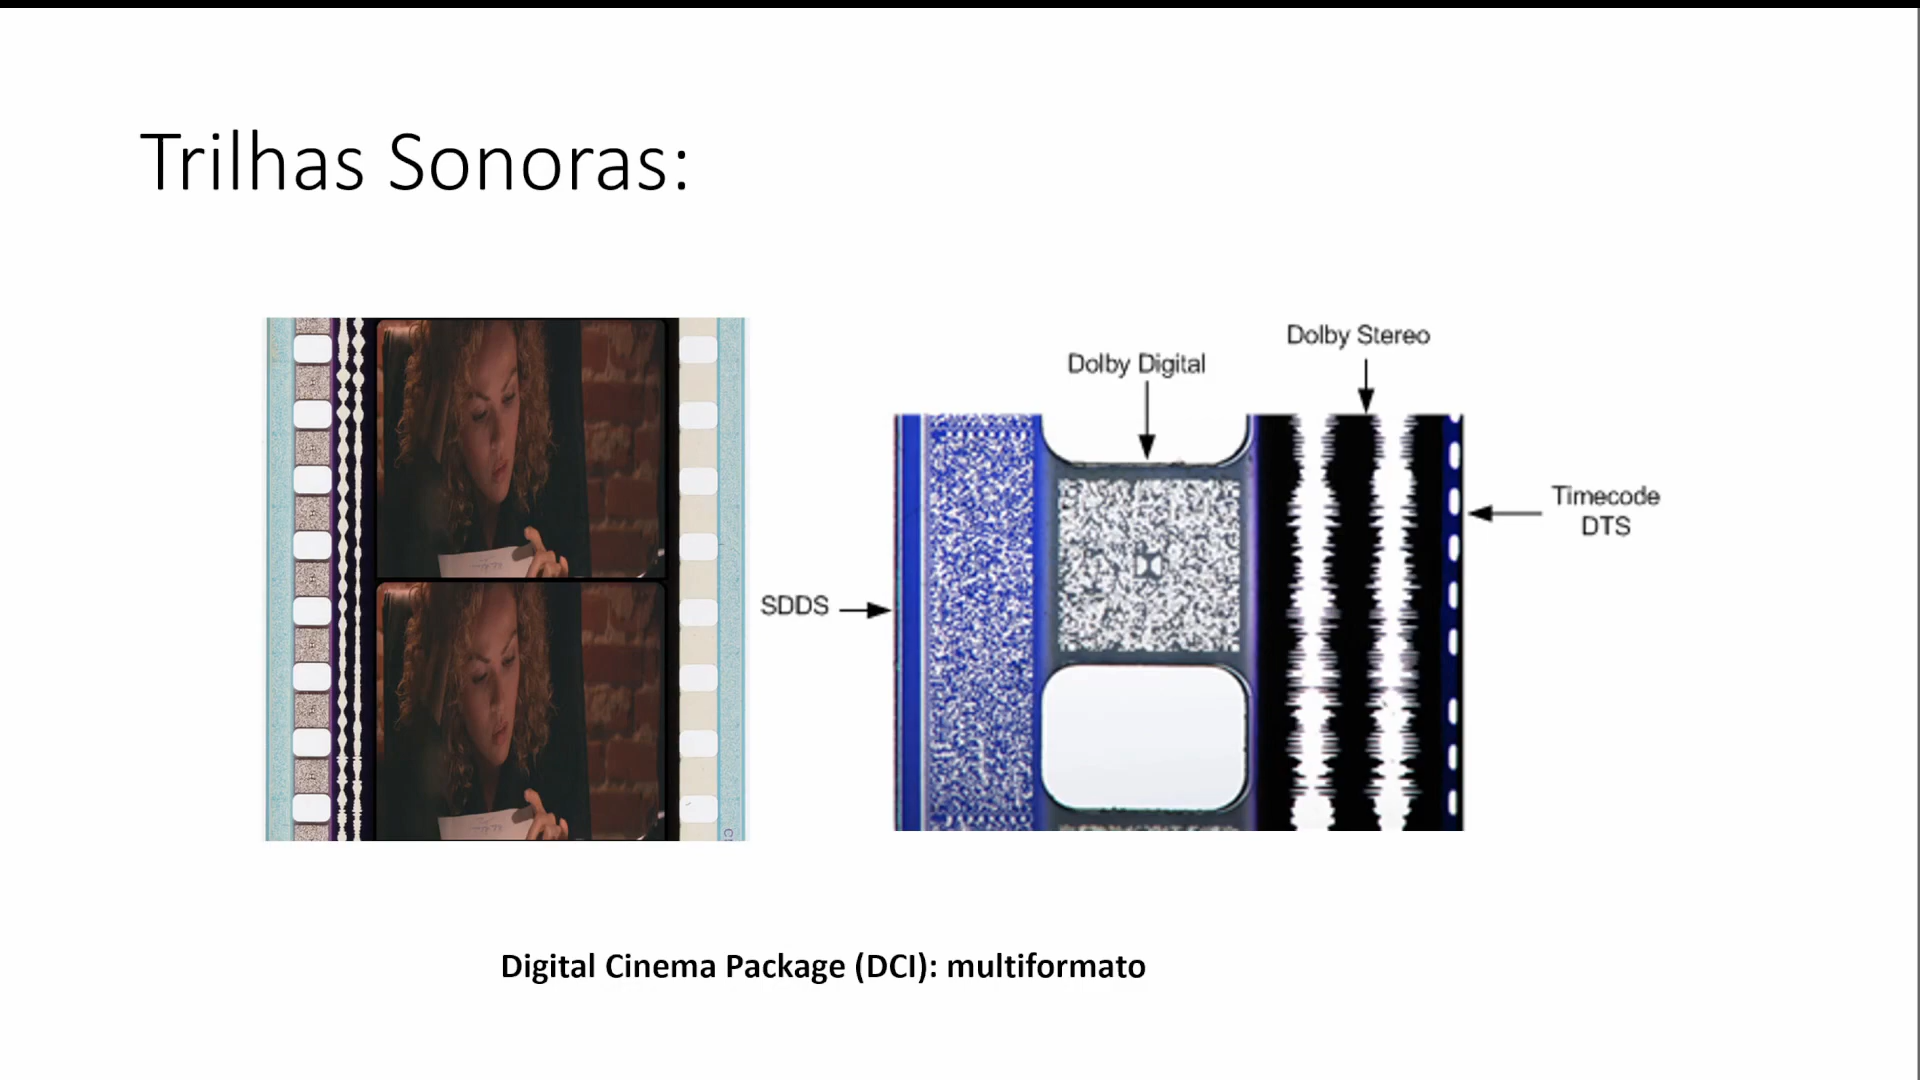 Trilhas Sonoras:
Dolby Stereo
Dolby Digital
Timecode
DTS
SDDS
Digital Cinema Package (DCI): multiformato